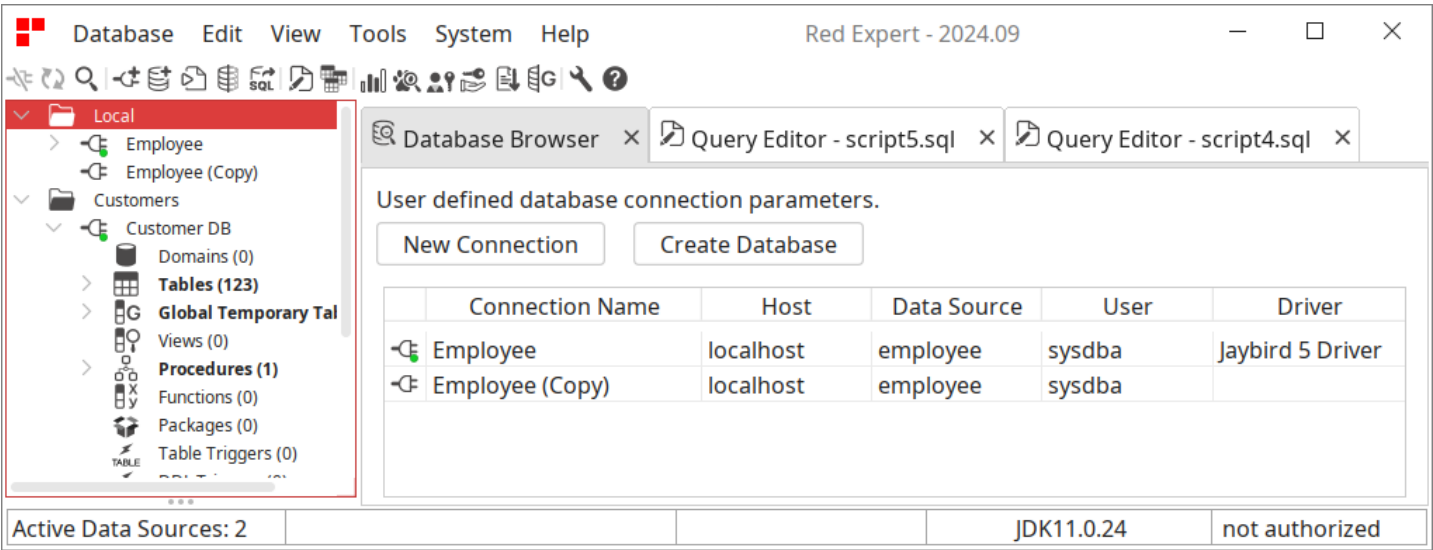 Database Edit View Tools System Help Red Expert - 2024.09
SQL G
Local
Employee
Employee (Copy)
Customers
Customer DB
Domains (0)
Tables (123)
G Global Temporary Tal
Views (0)
Procedures (1)
X y Functions (0)
Packages (0)
TABLE Table Triggers (0)
Database Browser Query Editor - script5.sql Query Editor - script4.sql
User defined database connection parameters.
New Connection Create Database
Connection Name Host Data Source User Driver
Employee localhost employee sysdba Jaybird 5 Driver
Employee (Copy) localhost employee sysdba
Active Data Sources: 2 JDK11.0.24 not authorized